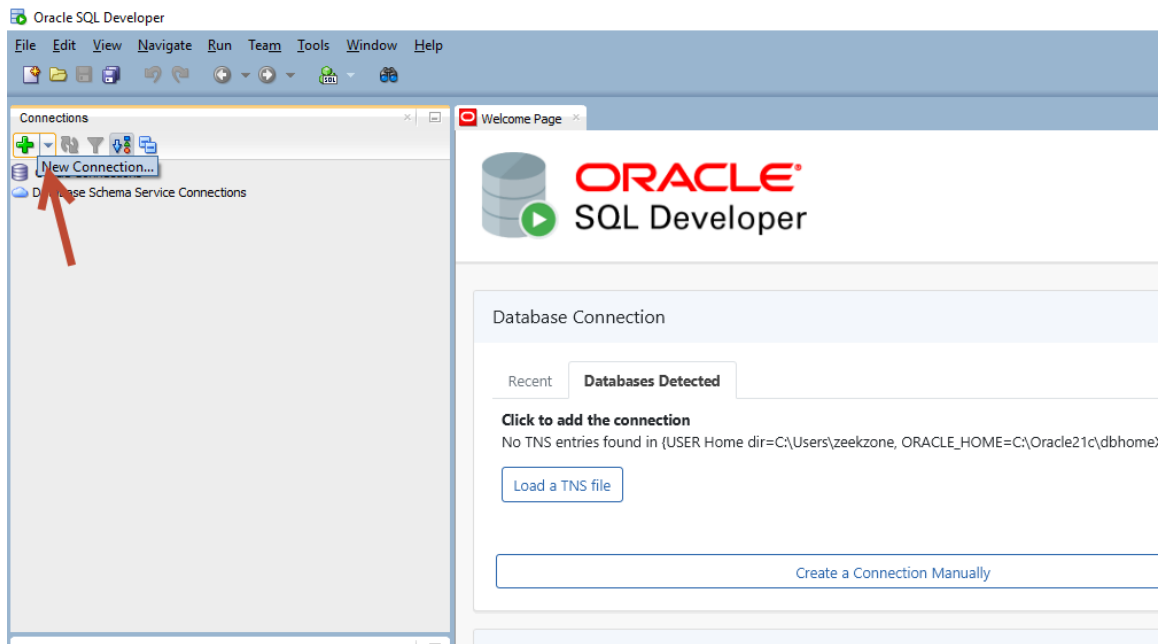 Oracle SQL Developer
File Edit View Navigate Run Team Tools Window Help
SQL
Connections
Welcome Page
New Connection...
Database Schema Service Connections
ORACLE
SQL Developer
Database Connection
Recent Databases Detected
Click to add the connection
No TNS entries found in {USER Home dir=C:\Users\zeekzone, ORACLE_HOME=C:\Oracle21c\dbhomeX
Load a TNS file
Create a Connection Manually